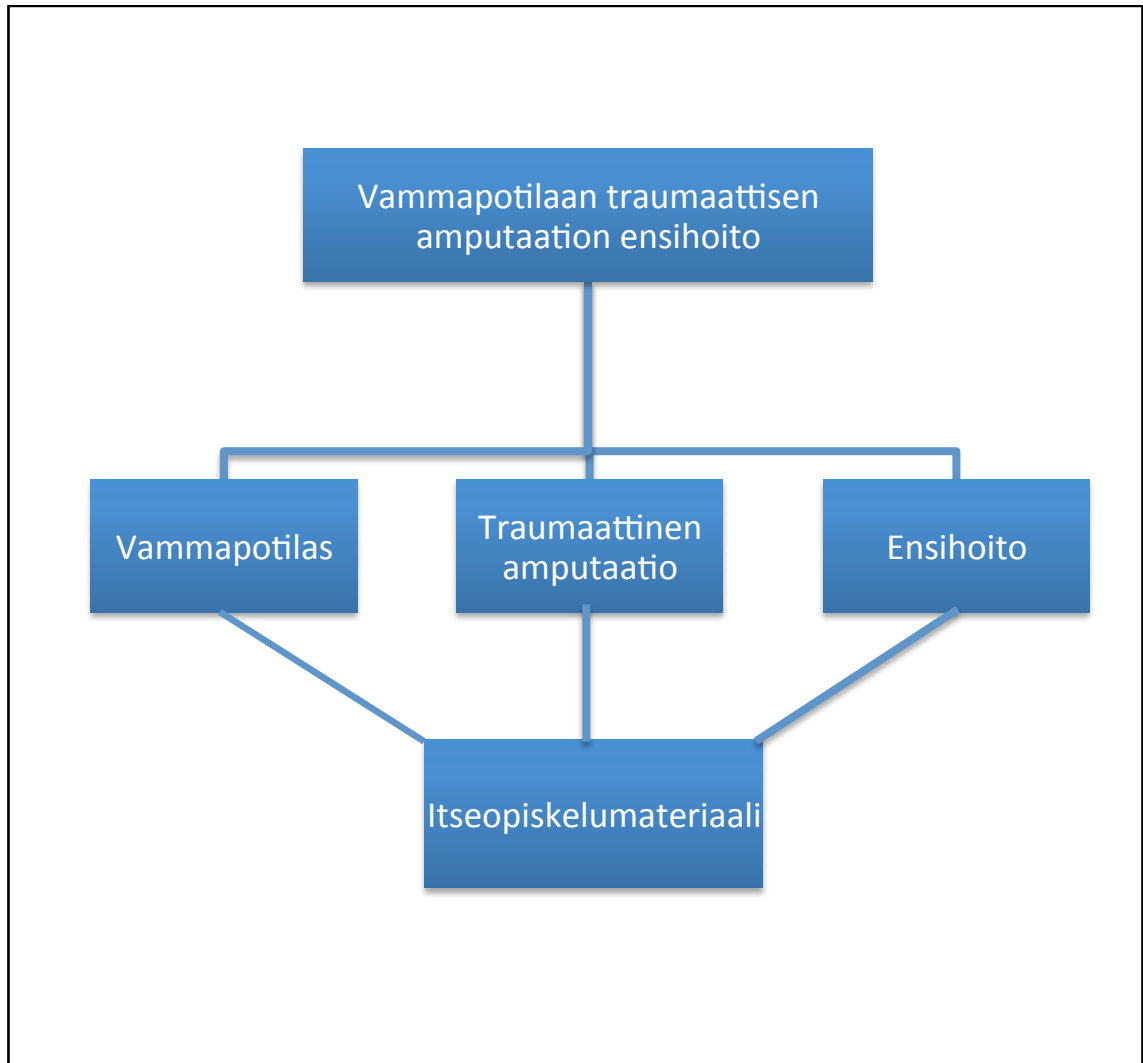 Vammapotilaan traumaattisen
amputaation ensihoito
Vammapotilas
Traumaattinen
amputaatio
Ensihoito
Itseopiskelumateriaali